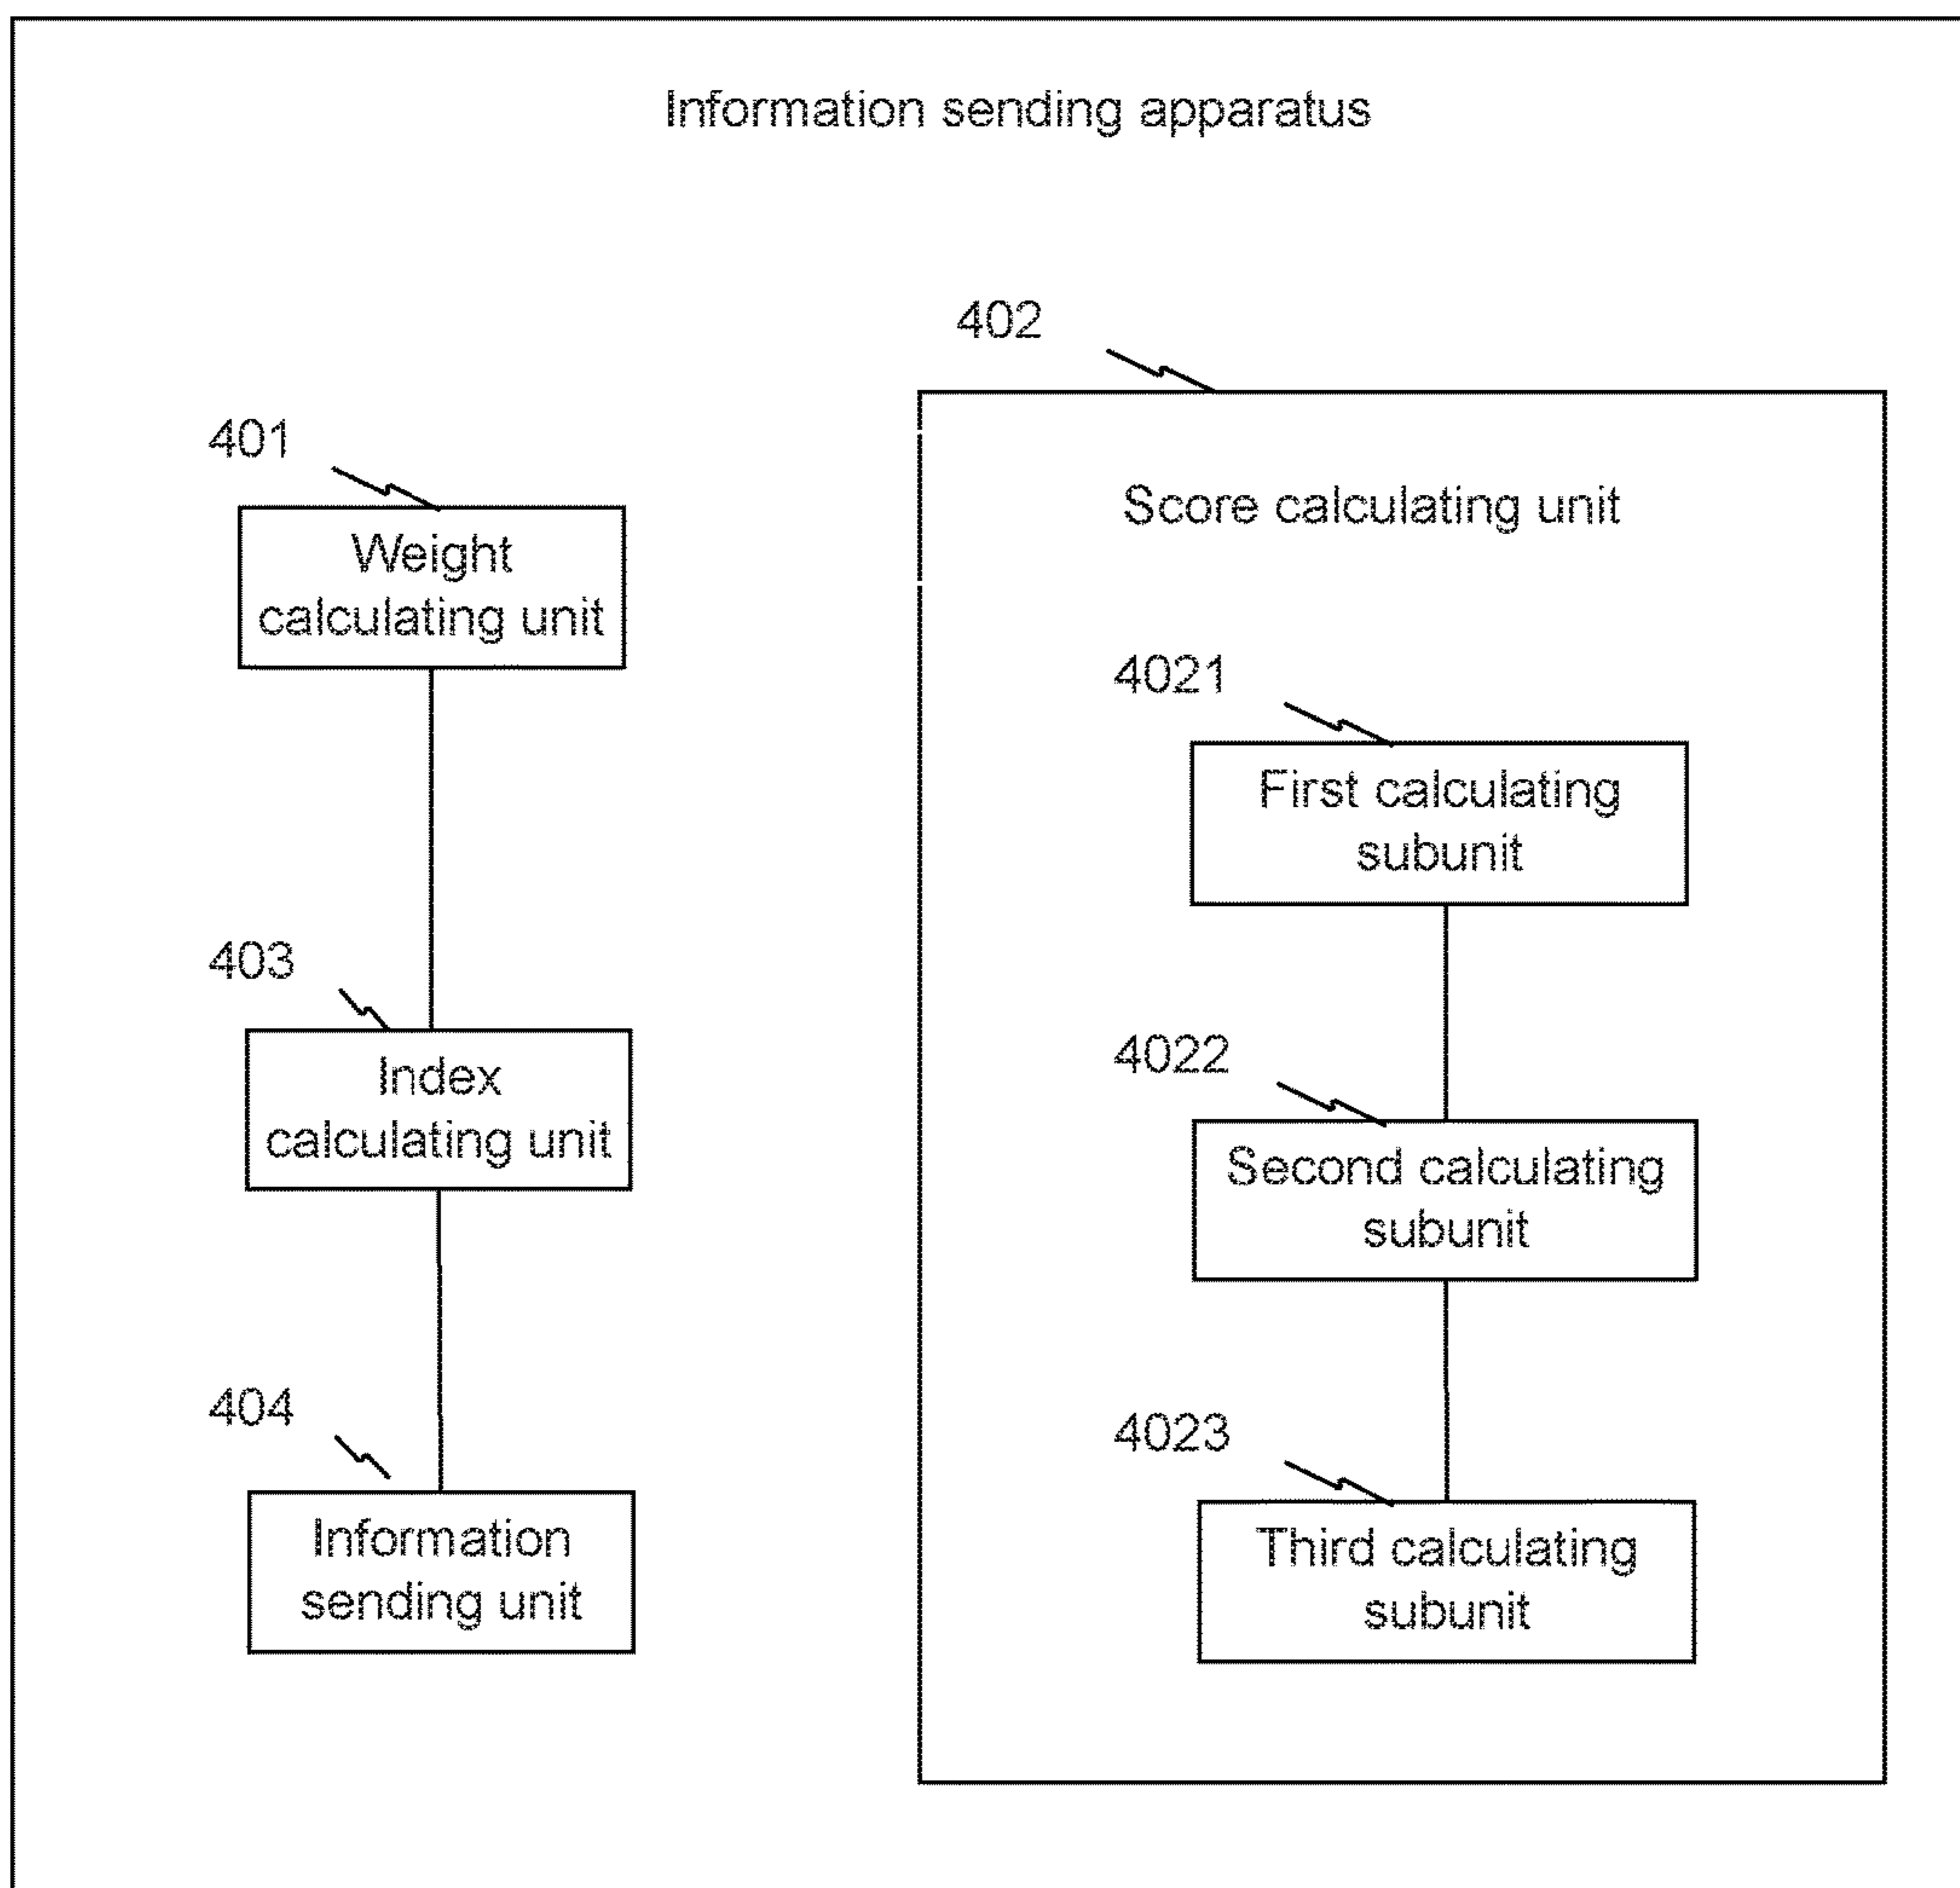 Information sending apparatus
402
401
Score calculating unit
Weight
calculating unit
4021
First calculating
subunit
403
4022
Index
calculating unit
Second calculating
subunit
404
4023
Information
sending unit
Third calculating
subunit